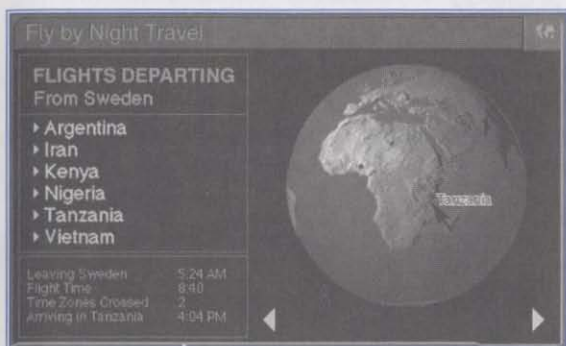 Fly by Night Travel
FLIGHTS DEPARTING
From Sweden
Argentina
Iran
Kenya
Nigeria
Tanzania
Vietnam
Tanzania
Leaving Sweden 5:24 AM
Flight Time 8:40
Time Zones Crossed 2
Arriving in Tanzania 4:04 PM